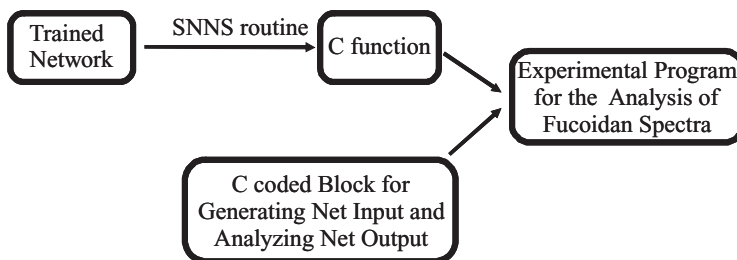 Trained
Network
SNNS routine
C function
Experimental Program
for the Analysis of
Fucoidan Spectra
C coded Block for
Generating Net Input and
Analyzing Net Output